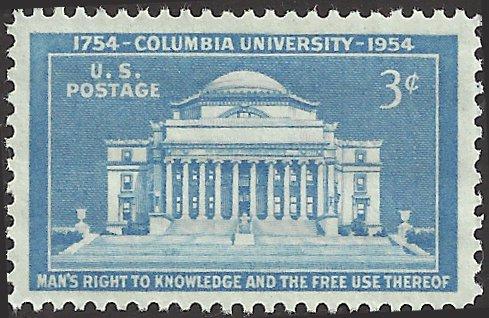 1754-COLUMBIA UNIVERSITY-1954
U.S.
POSTAGE
3¢
MAN'S RIGHT TO KNOWLEDGE AND THE FREE USE THEREOF